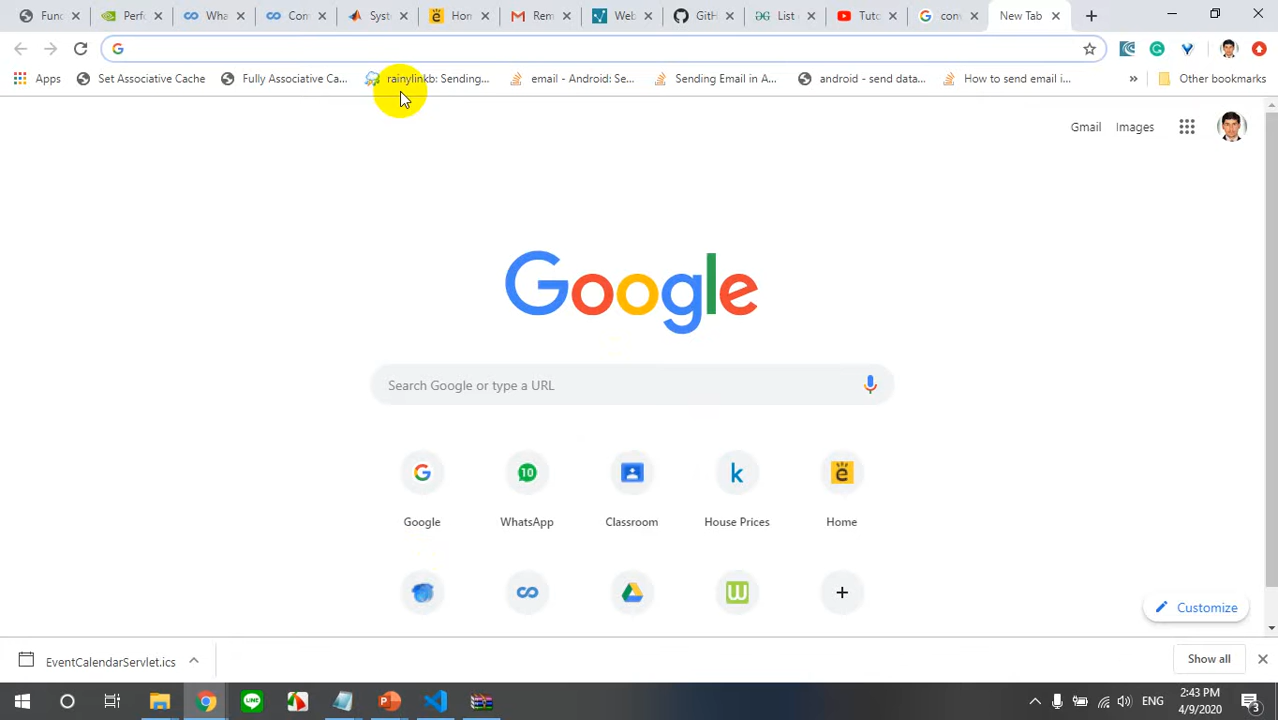 Func
Perfo
Wha
Con
Syst
Hon
Rem
Web
GitH
List
Tuto
con
New Tab
Apps
Set Associative Cache
Fully Associative Ca...
rainylinkb: Sending...
email - Android: Se...
Sending Email in A...
android - send data...
How to send email i...
»
Other bookmarks
Gmail
Images
Google
Search Google or type a URL
10
Google
WhatsApp
Classroom
House Prices
Home
Customize
EventCalendarServlet.ics
Show all
ENG
2:43 PM
4/9/2020
3